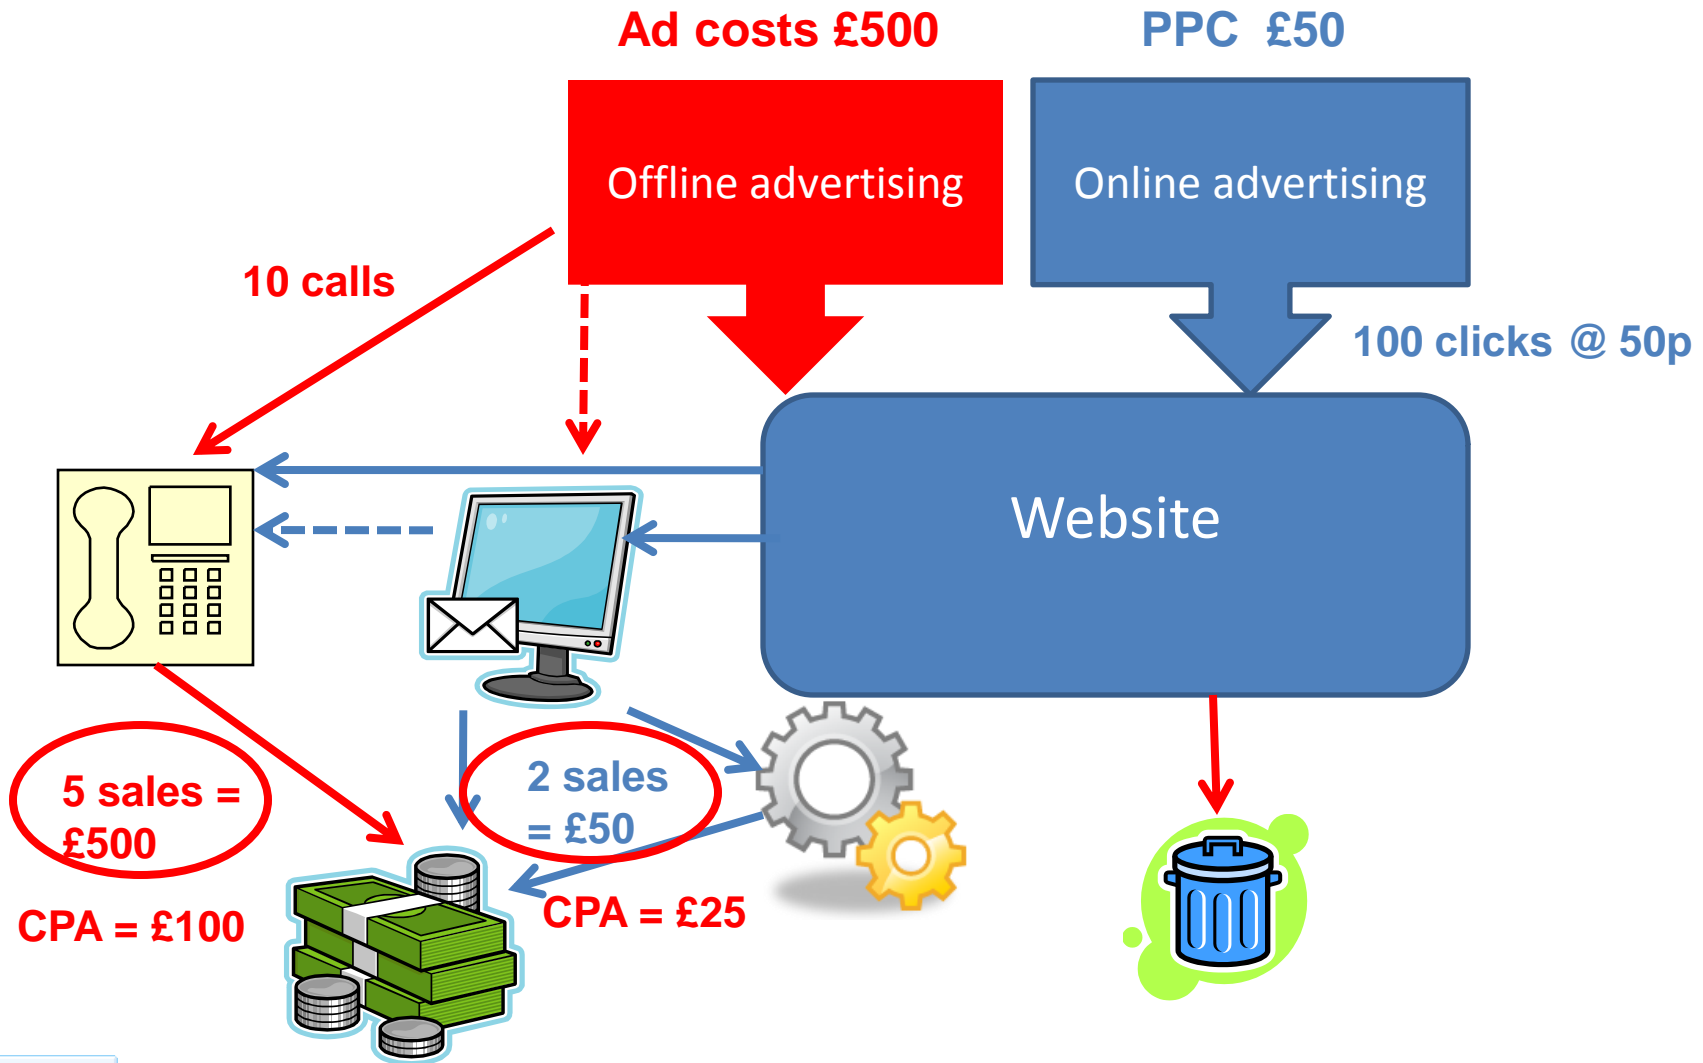 Ad costs £500
PPC £50
Offline advertising
Online advertising
10 calls
100 clicks @ 50p
Website
5 sales =
£500
2 sales
= £50
CPA = £100
CPA = £25